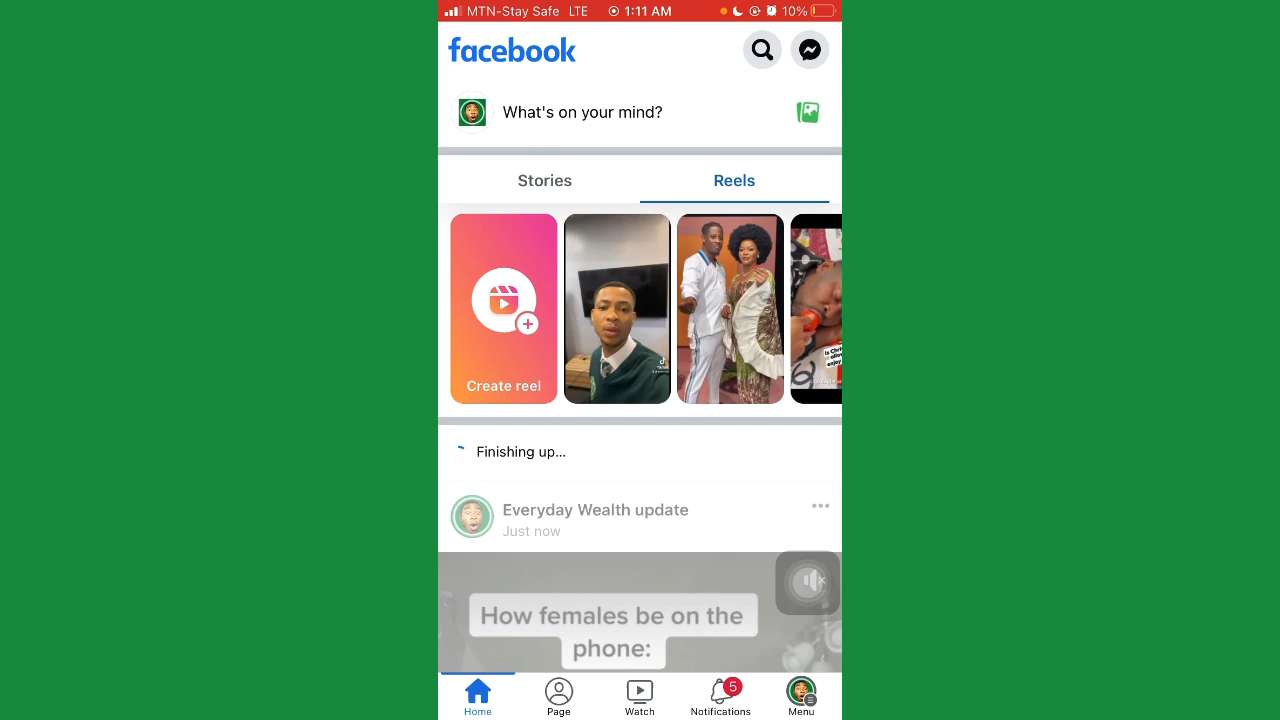 MTN-Stay Safe LTE 1:11 AM 10%
facebook
What's on your mind?
Stories Reels
Create reel
Finishing up...
Everyday Wealth update
Just now
How females be on the
phone:
5
Home Page Watch Notifications Menu